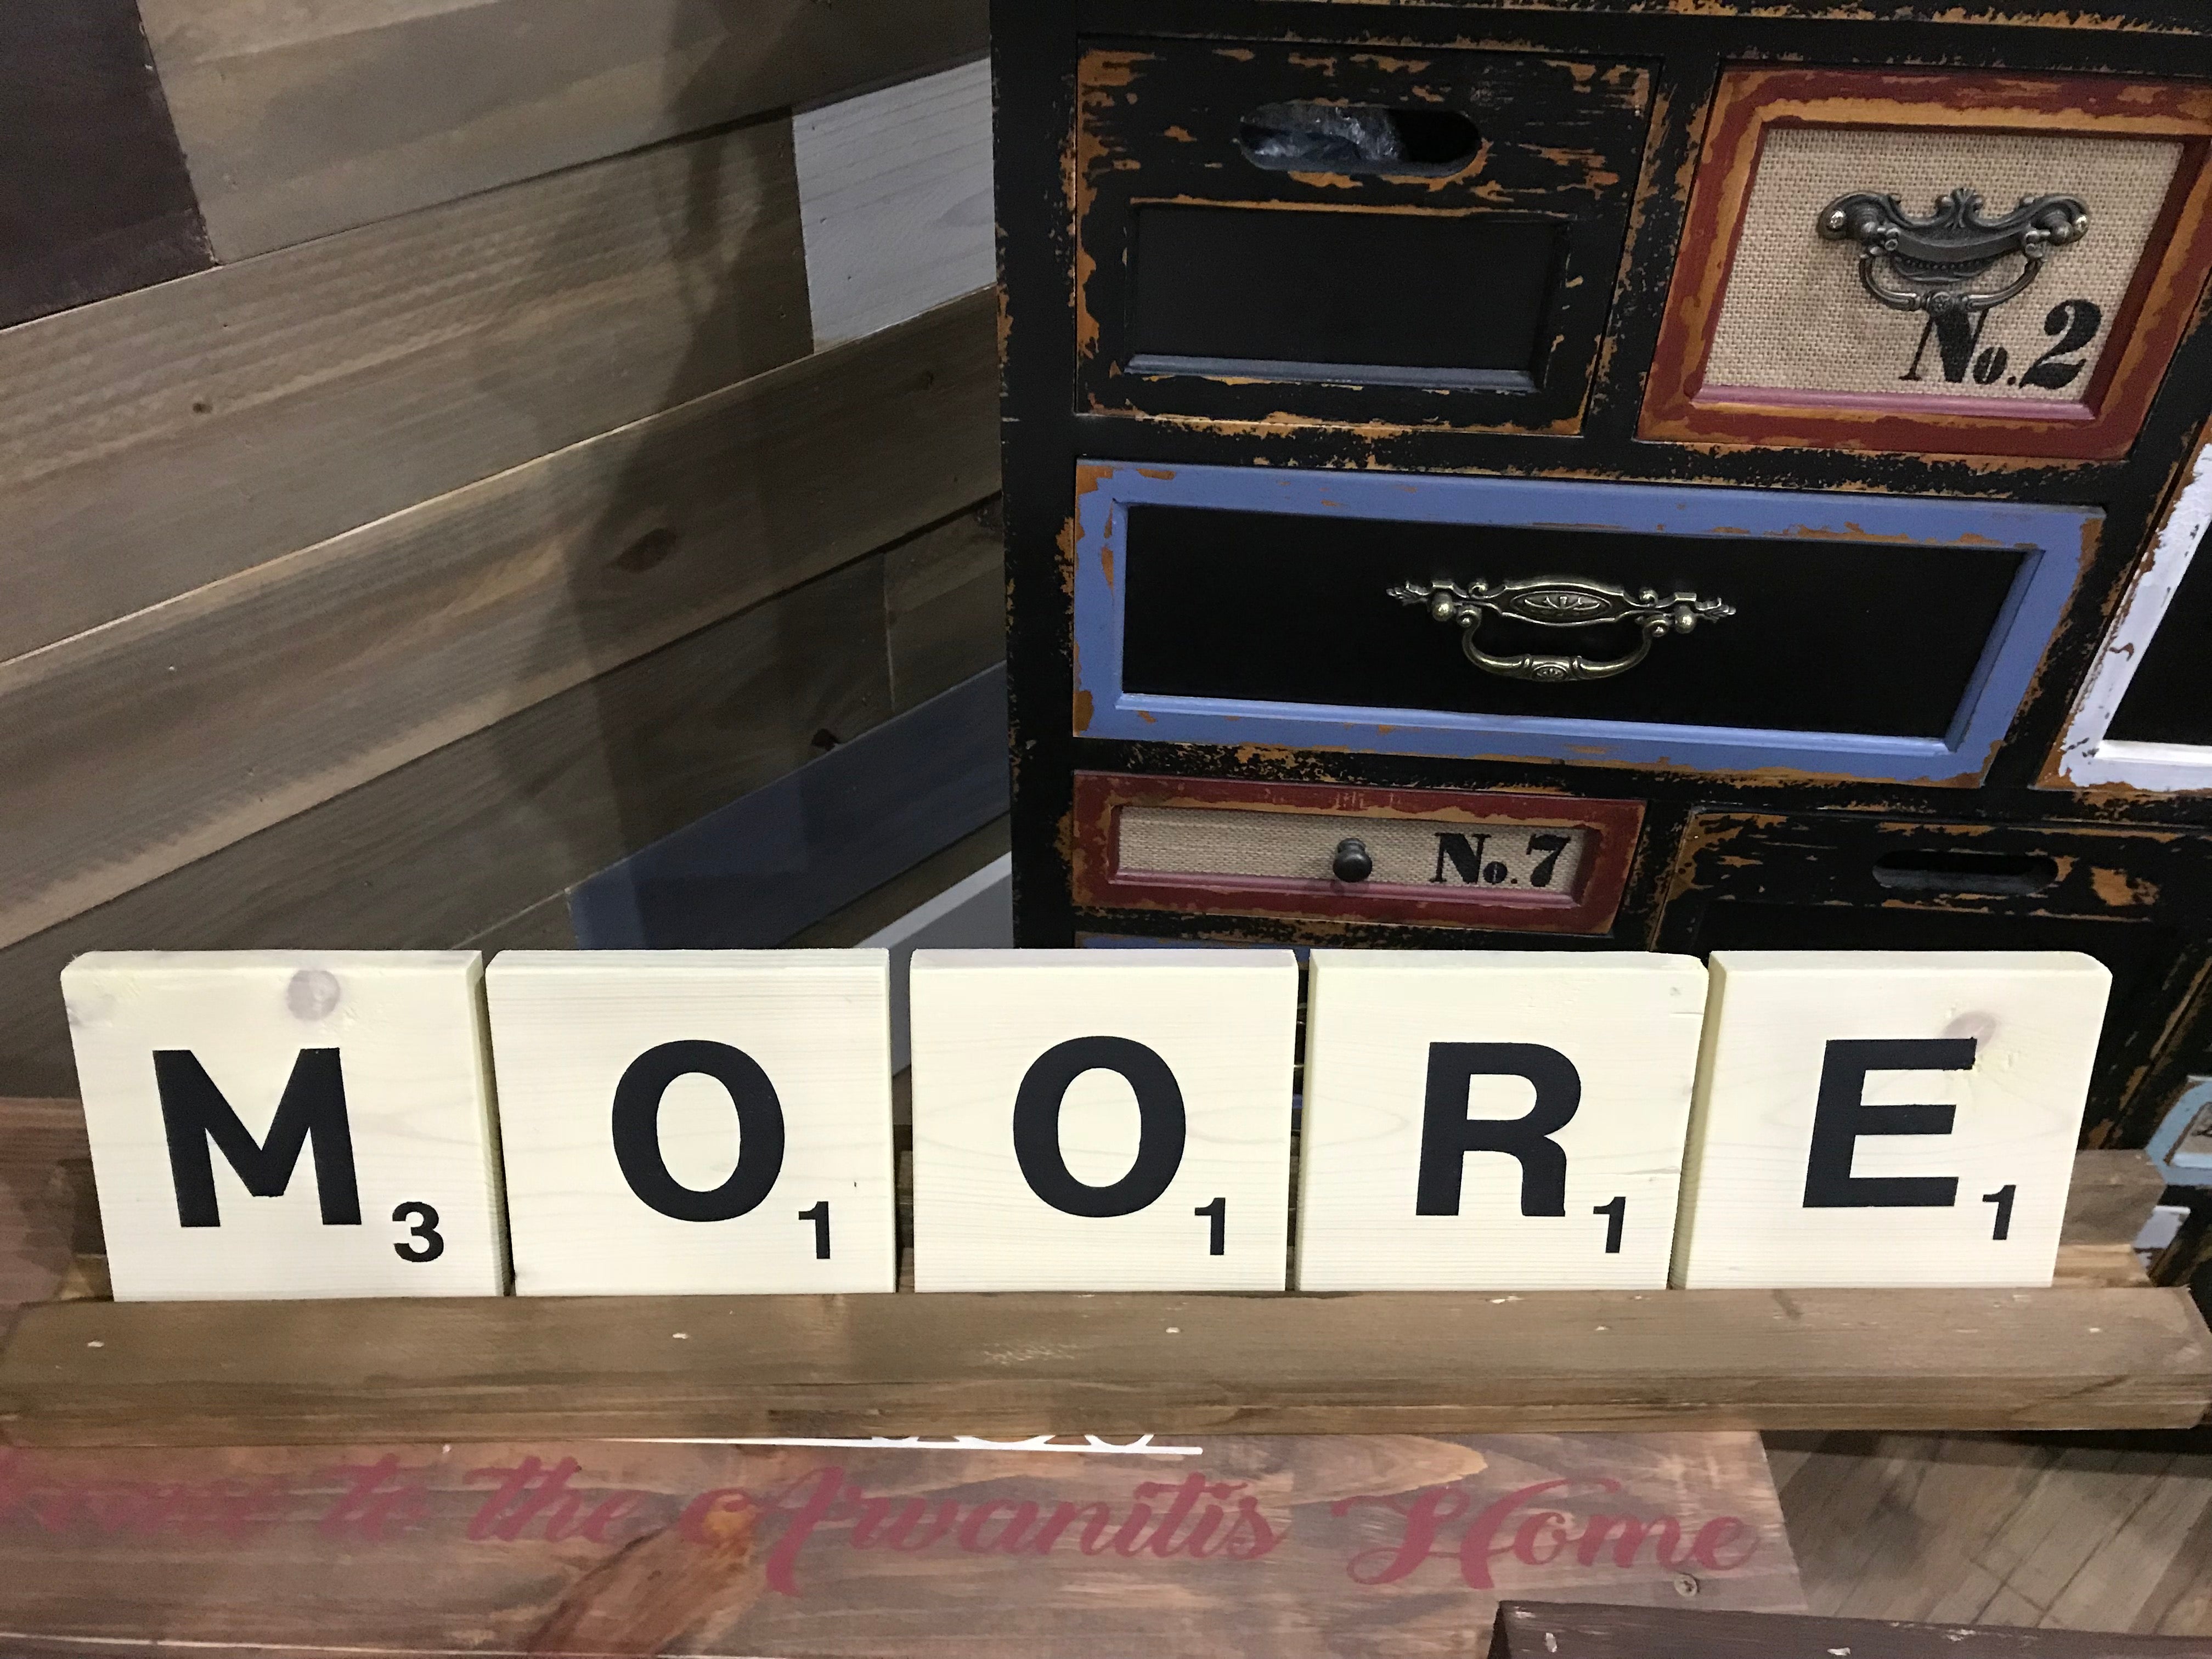 No.2
No.7
M3 O1 O1 R1 E1
to the Arvanitis Home